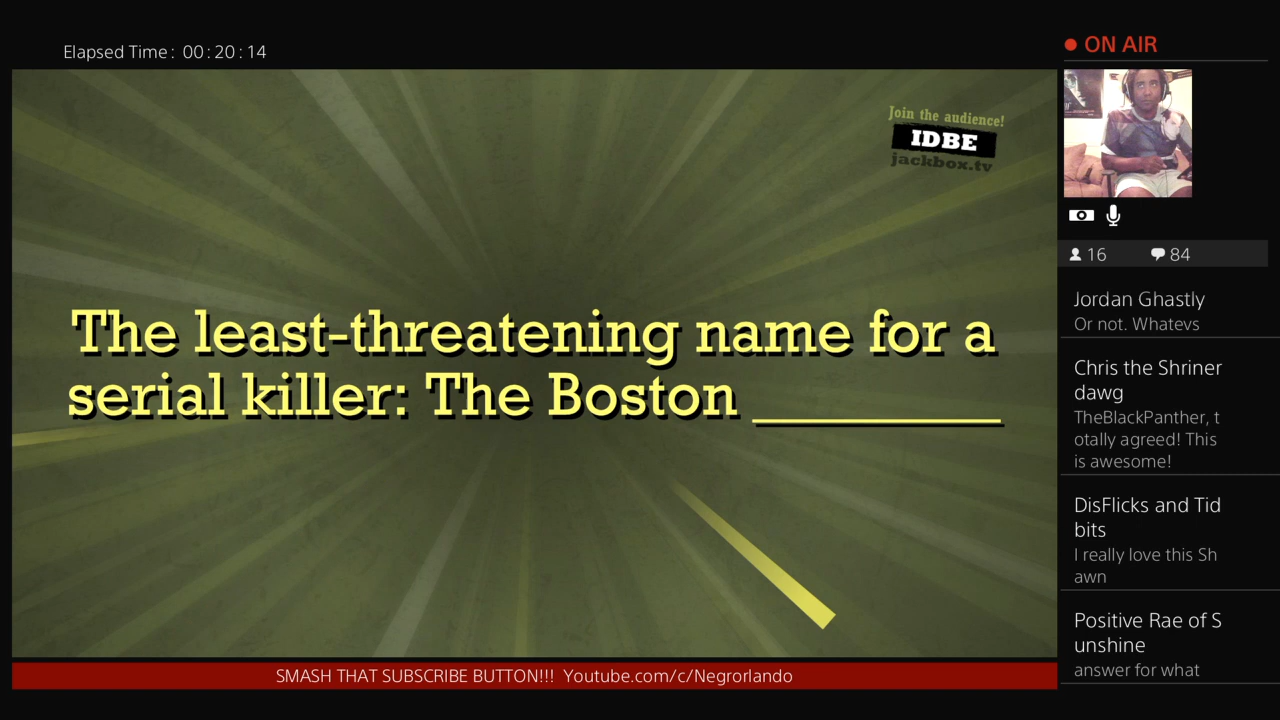 Elapsed Time: 00:20:14
ON AIR
Join the audience!
IDBE
jackbox.tv
The least-threatening name for a
serial killer: The Boston ________
16 84
Jordan Ghastly
Or not. Whatevs
Chris the Shriner
dawg
TheBlackPanther, t
otally agreed! This
is awesome!
DisFlicks and Tid
bits
I really love this Sh
awn
Positive Rae of S
unshine
answer for what
SMASH THAT SUBSCRIBE BUTTON!!! Youtube.com/c/Negrorlando